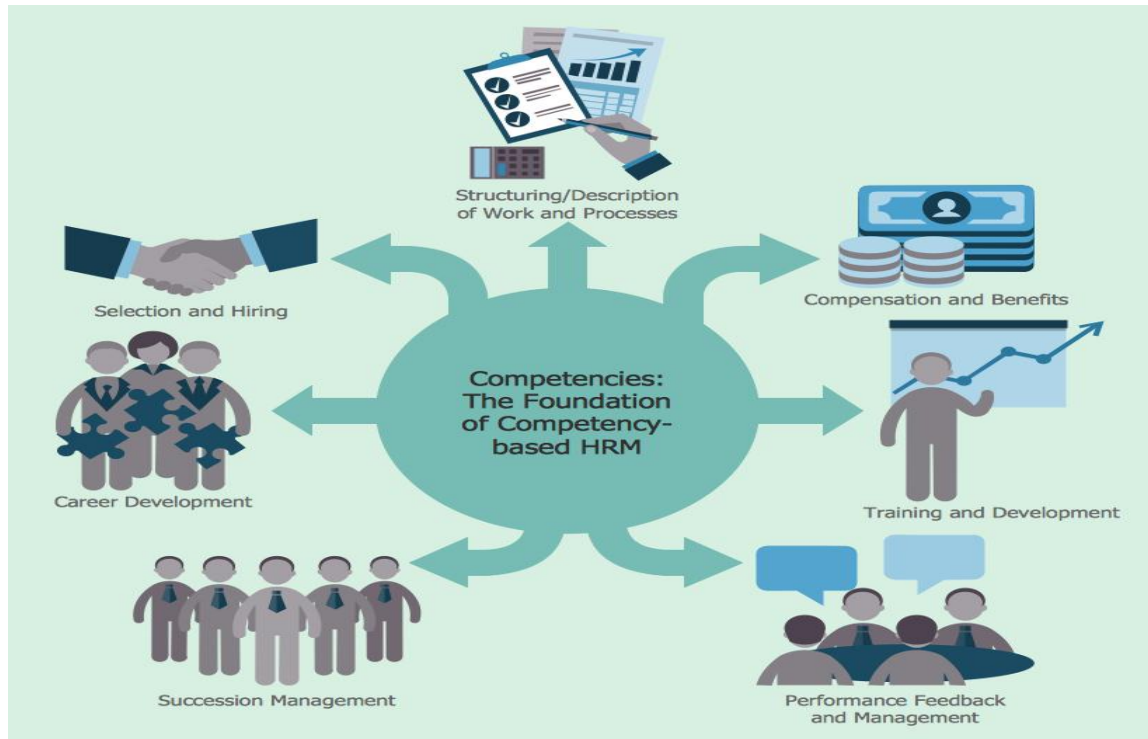 Structuring/Description
of Work and Processes
Selection and Hiring
Compensation and Benefits
Competencies:
The Foundation
of Competency-
based HRM
Career Development
Training and Development
Succession Management
Performance Feedback
and Management